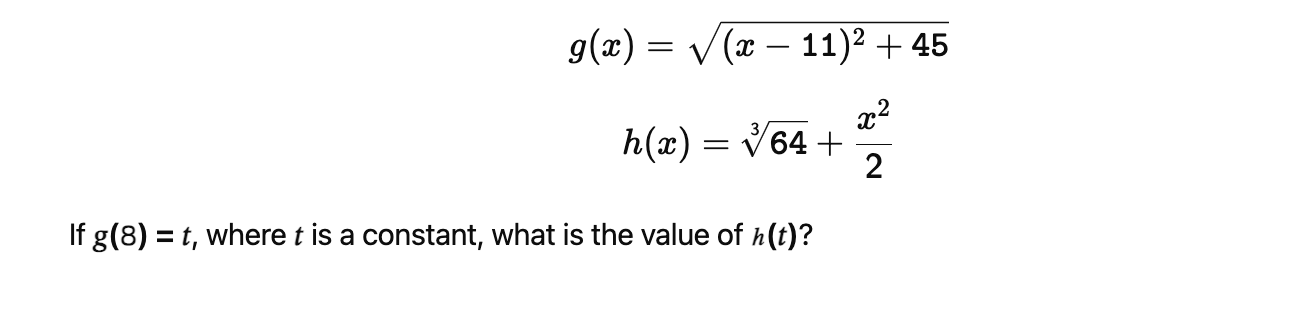 g(x) = √((x − 11)² + 45)
h(x) = ∛64 + x²/2
If g(8) = t, where t is a constant, what is the value of h(t)?